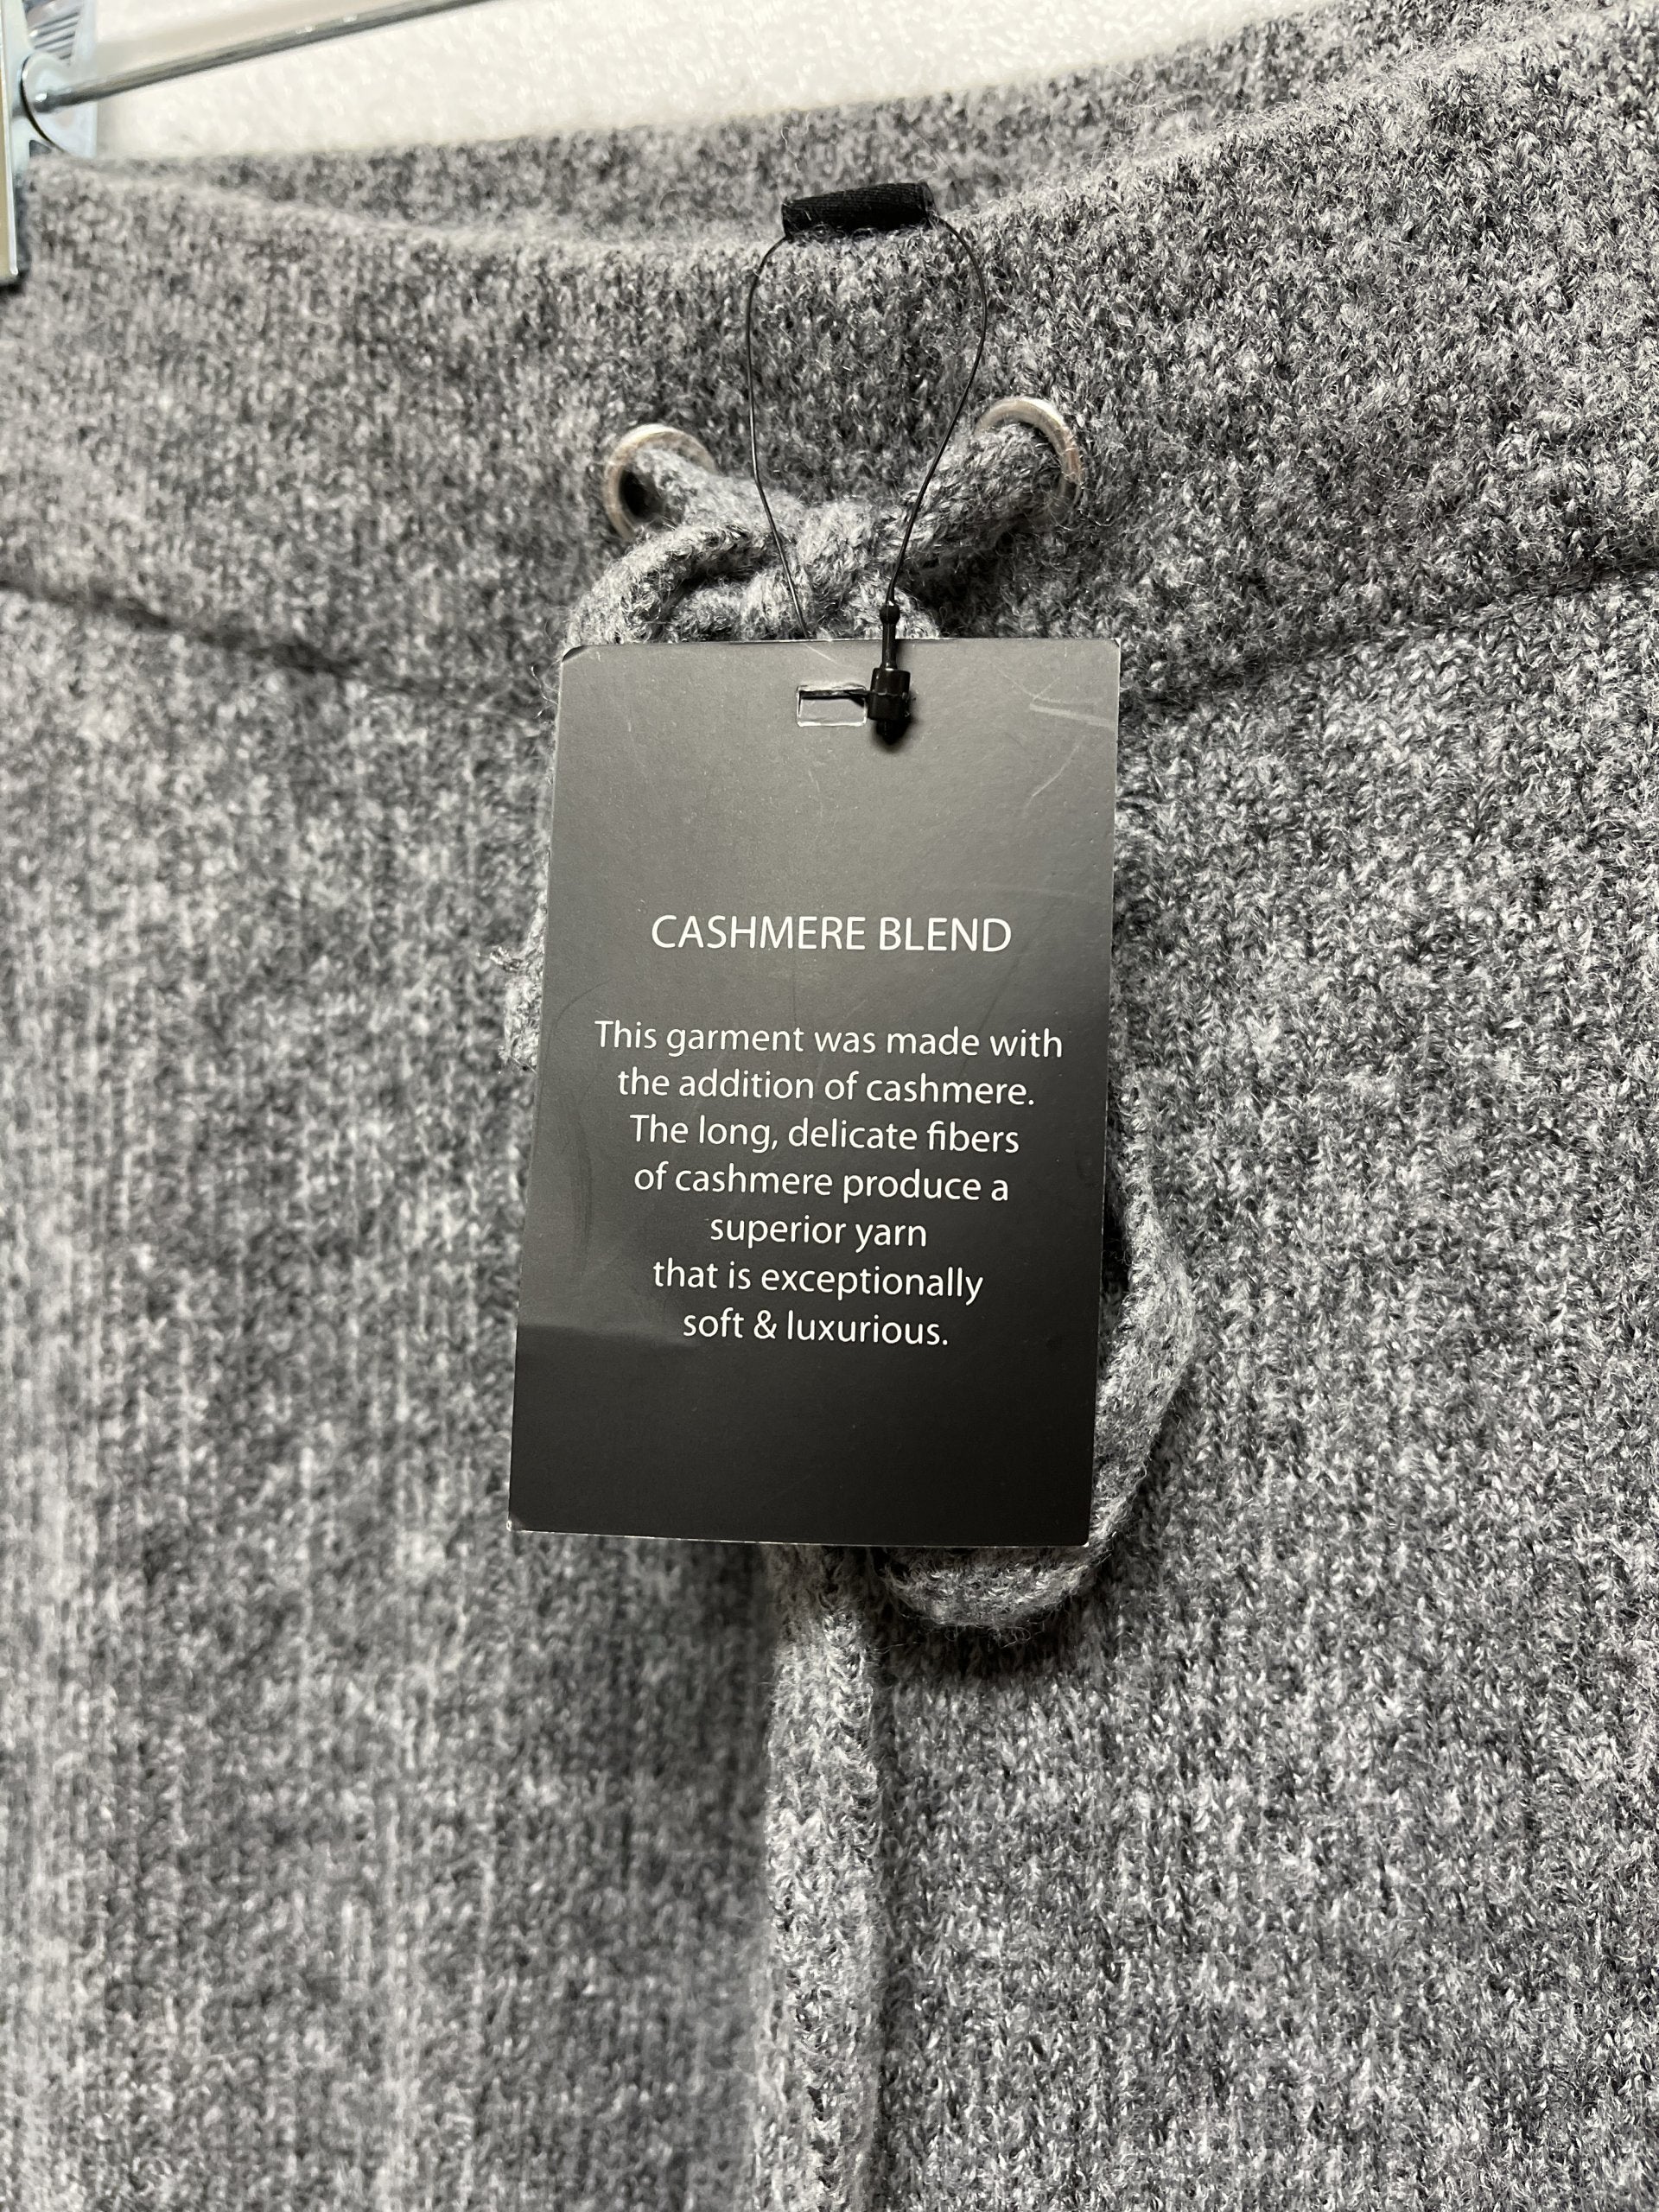 CASHMERE BLEND
This garment was made with
the addition of cashmere.
The long, delicate fibers
of cashmere produce a
superior yarn
that is exceptionally
soft & luxurious.